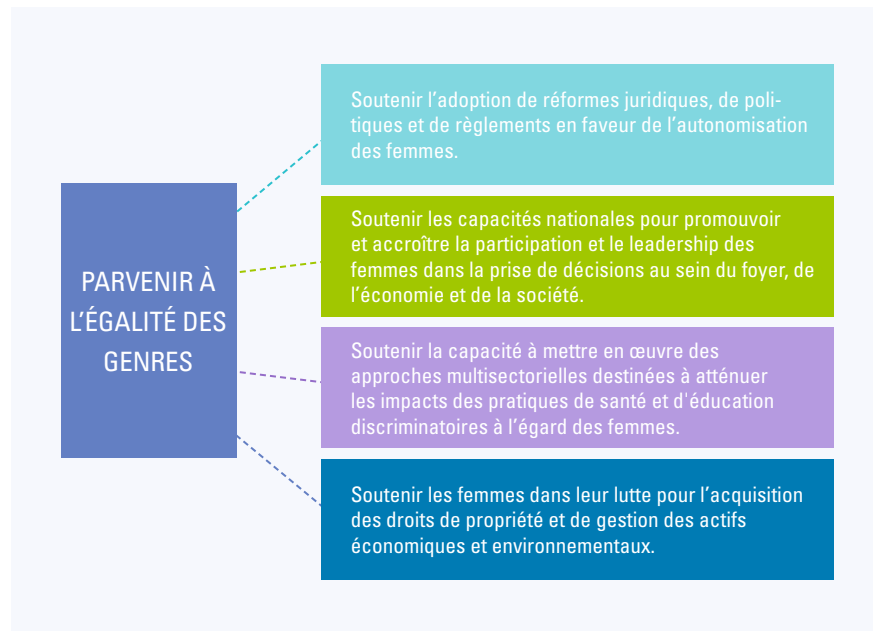 PARVENIR À
L’ÉGALITÉ DES
GENRES
Soutenir l’adoption de réformes juridiques, de poli-
tiques et de règlements en faveur de l’autonomisation
des femmes.
Soutenir les capacités nationales pour promouvoir
et accroître la participation et le leadership des
femmes dans la prise de décisions au sein du foyer, de
l’économie et de la société.
Soutenir la capacité à mettre en œuvre des
approches multisectorielles destinées à atténuer
les impacts des pratiques de santé et d'éducation
discriminatoires à l’égard des femmes.
Soutenir les femmes dans leur lutte pour l’acquisition
des droits de propriété et de gestion des actifs
économiques et environnementaux.